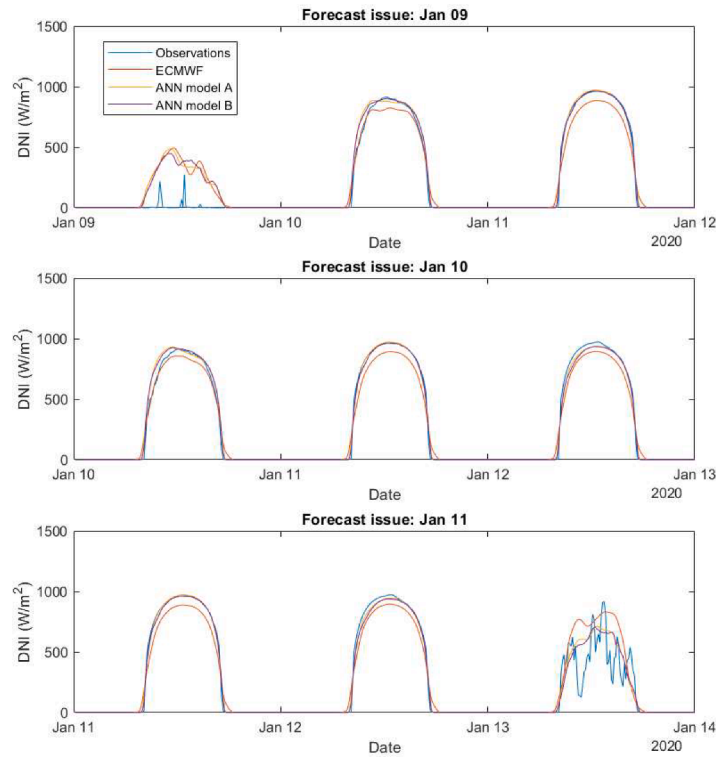 Forecast issue: Jan 09
1500
Observations
ECMWF
ANN model A
ANN model B
1000
500
0
DNI (W/m²)
Jan 09 Jan 10 Jan 11 Jan 12
Date 2020
Forecast issue: Jan 10
1500
1000
500
0
DNI (W/m²)
Jan 10 Jan 11 Jan 12 Jan 13
Date 2020
Forecast issue: Jan 11
1500
1000
500
0
DNI (W/m²)
Jan 11 Jan 12 Jan 13 Jan 14
Date 2020